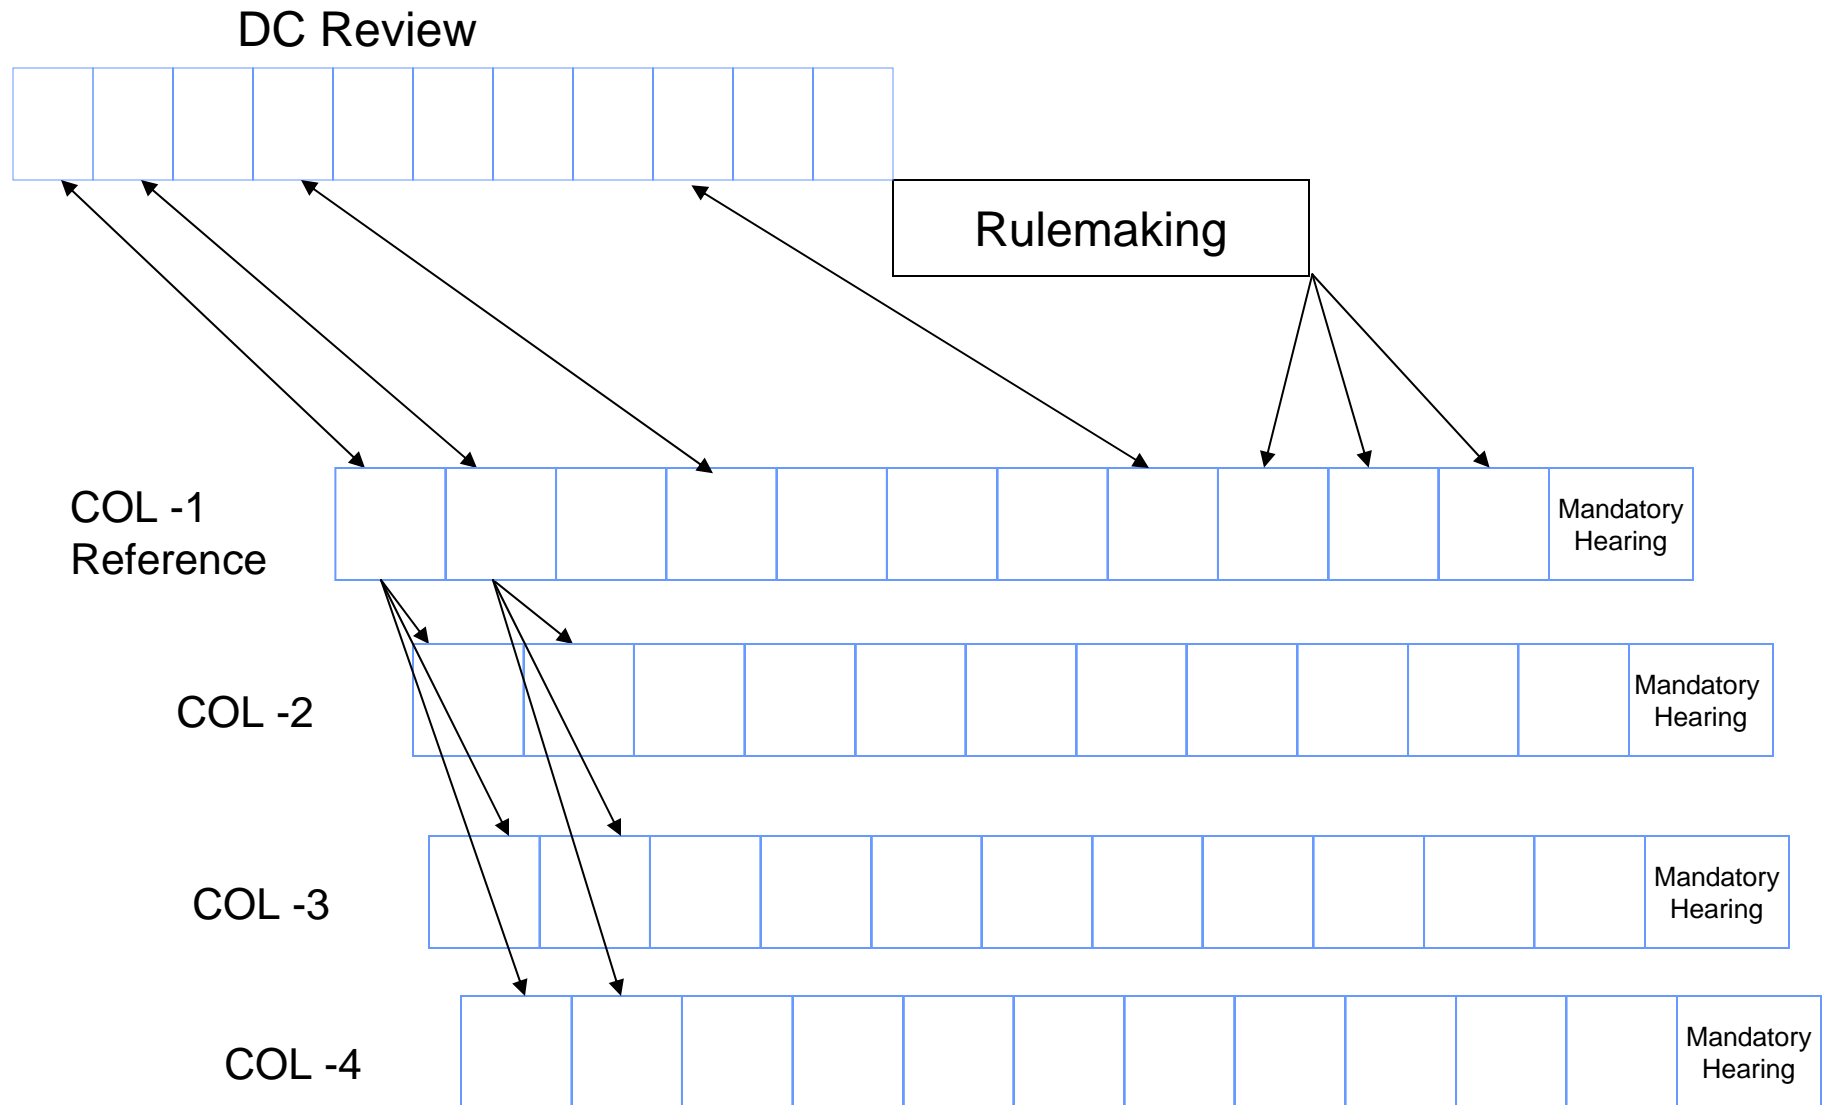 DC Review
Rulemaking
COL -1
Reference
Mandatory
Hearing
COL -2
Mandatory
Hearing
COL -3
Mandatory
Hearing
COL -4
Mandatory
Hearing